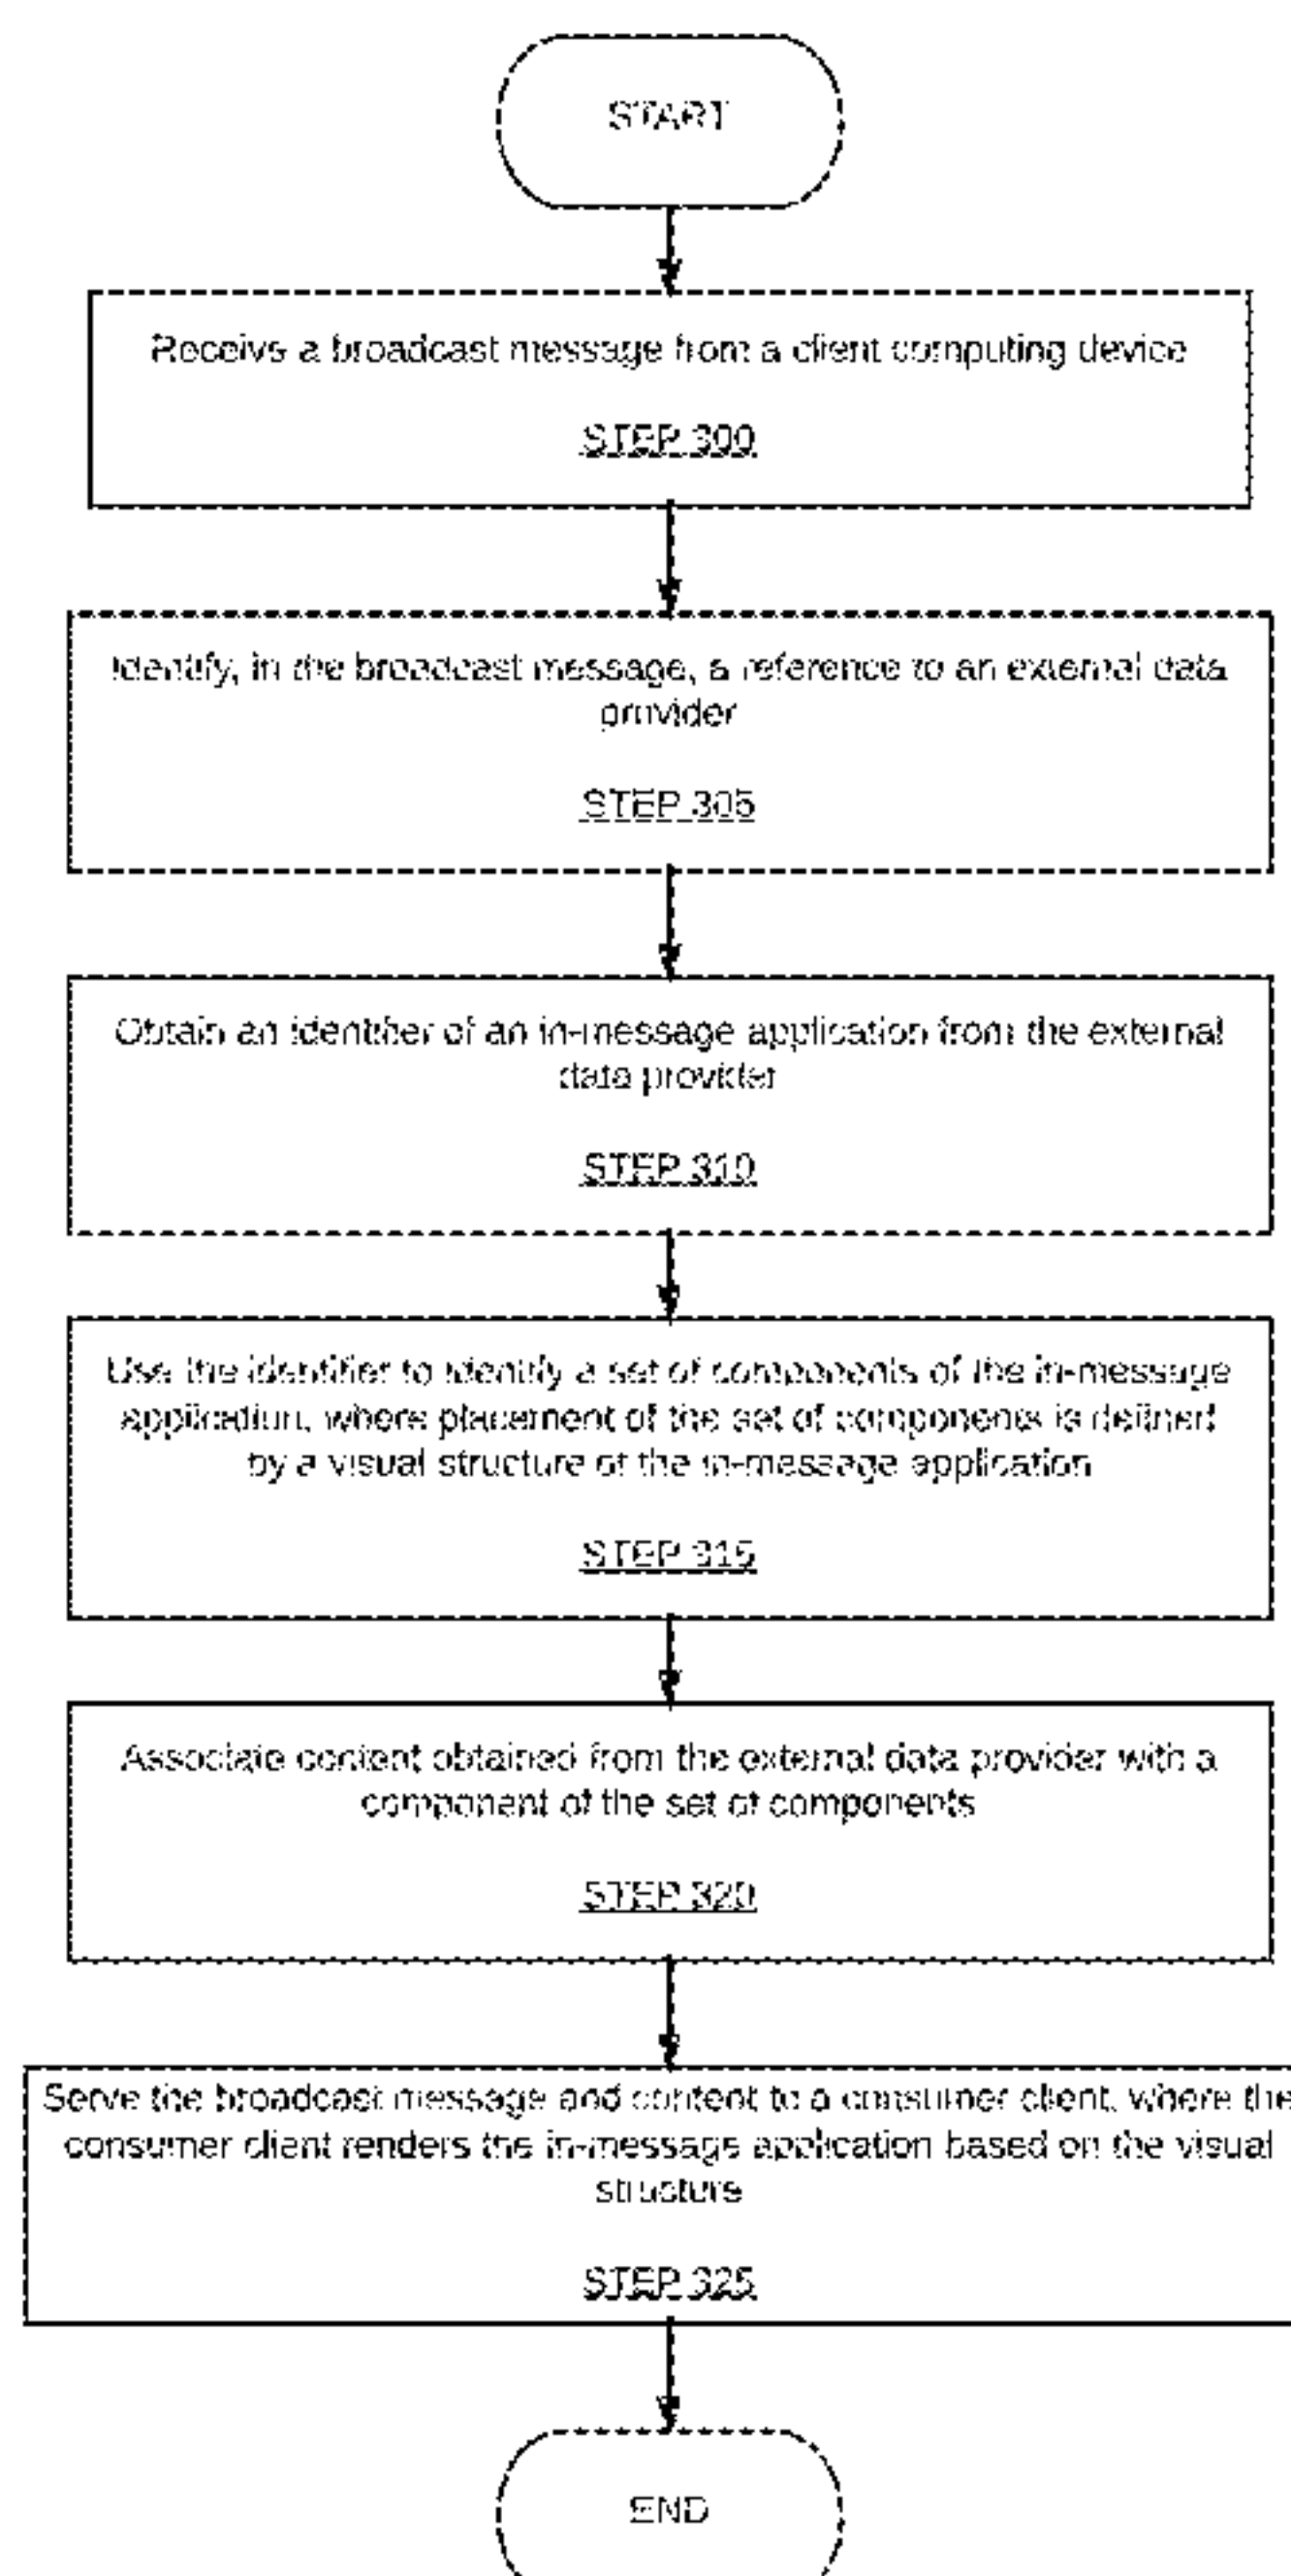 START
Receive a broadcast message from a client computing device
STEP 300
Identify, in the broadcast message, a reference to an external data
provider
STEP 305
Obtain an identifier of an in-message application from the external
data provider
STEP 310
Use the identifier to identify a set of components of the in-message
application, where placement of the set of components is defined
by a visual structure of the in-message application
STEP 315
Associate content obtained from the external data provider with a
component of the set of components
STEP 320
Serve the broadcast message and content to a consumer client, where the
consumer client renders the in-message application based on the visual
structure
STEP 325
END